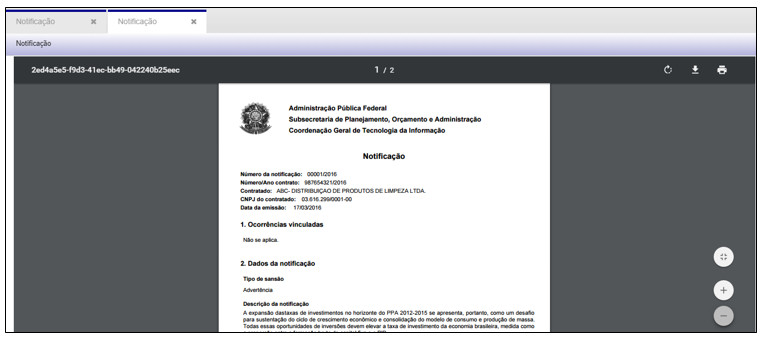 Notificação ✖ Notificação ✖
Notificação
2ed4a5e5-f9d3-41ec-bb49-042240b25eec 1 / 2
Administração Pública Federal
Subsecretaria de Planejamento, Orçamento e Administração
Coordenação Geral de Tecnologia da Informação
Notificação
Número da notificação: 00001/2016
Número/Ano contrato: 987654321/2016
Contratado: ABC- DISTRIBUIÇAO DE PRODUTOS DE LIMPEZA LTDA.
CNPJ do contratado: 03.616.299/0001-00
Data da emissão: 17/03/2016
1. Ocorrências vinculadas
Não se aplica.
2. Dados da notificação
Tipo de sansão
Advertência
Descrição da notificação
A expansão dastaxas de investimentos no horizonte do PPA 2012-2015 se apresenta, portanto, como um desafio
para sustentação do ciclo de crescimento econômico e consolidação do modelo de consumo e produção de massa.
Todas essas oportunidades de inversões devem elevar a taxa de investimento da economia brasileira, medida como